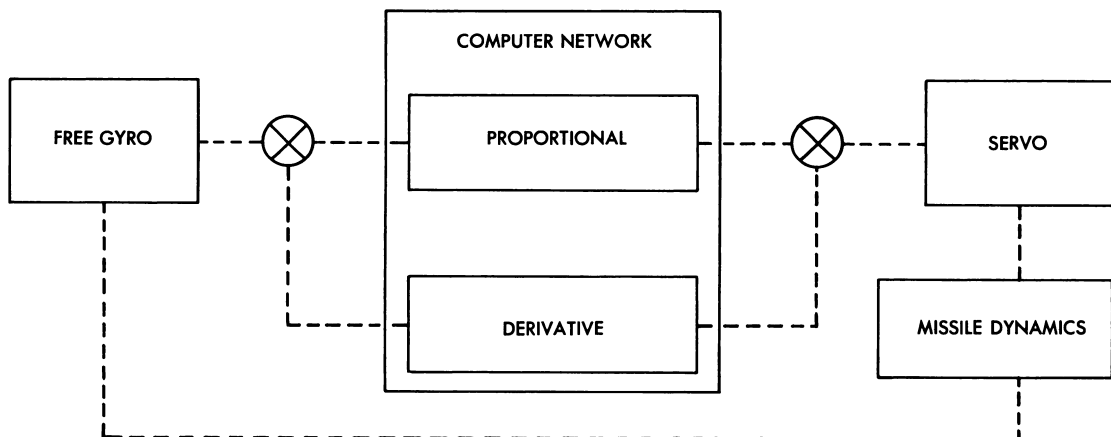 COMPUTER NETWORK
FREE GYRO
PROPORTIONAL
SERVO
DERIVATIVE
MISSILE DYNAMICS